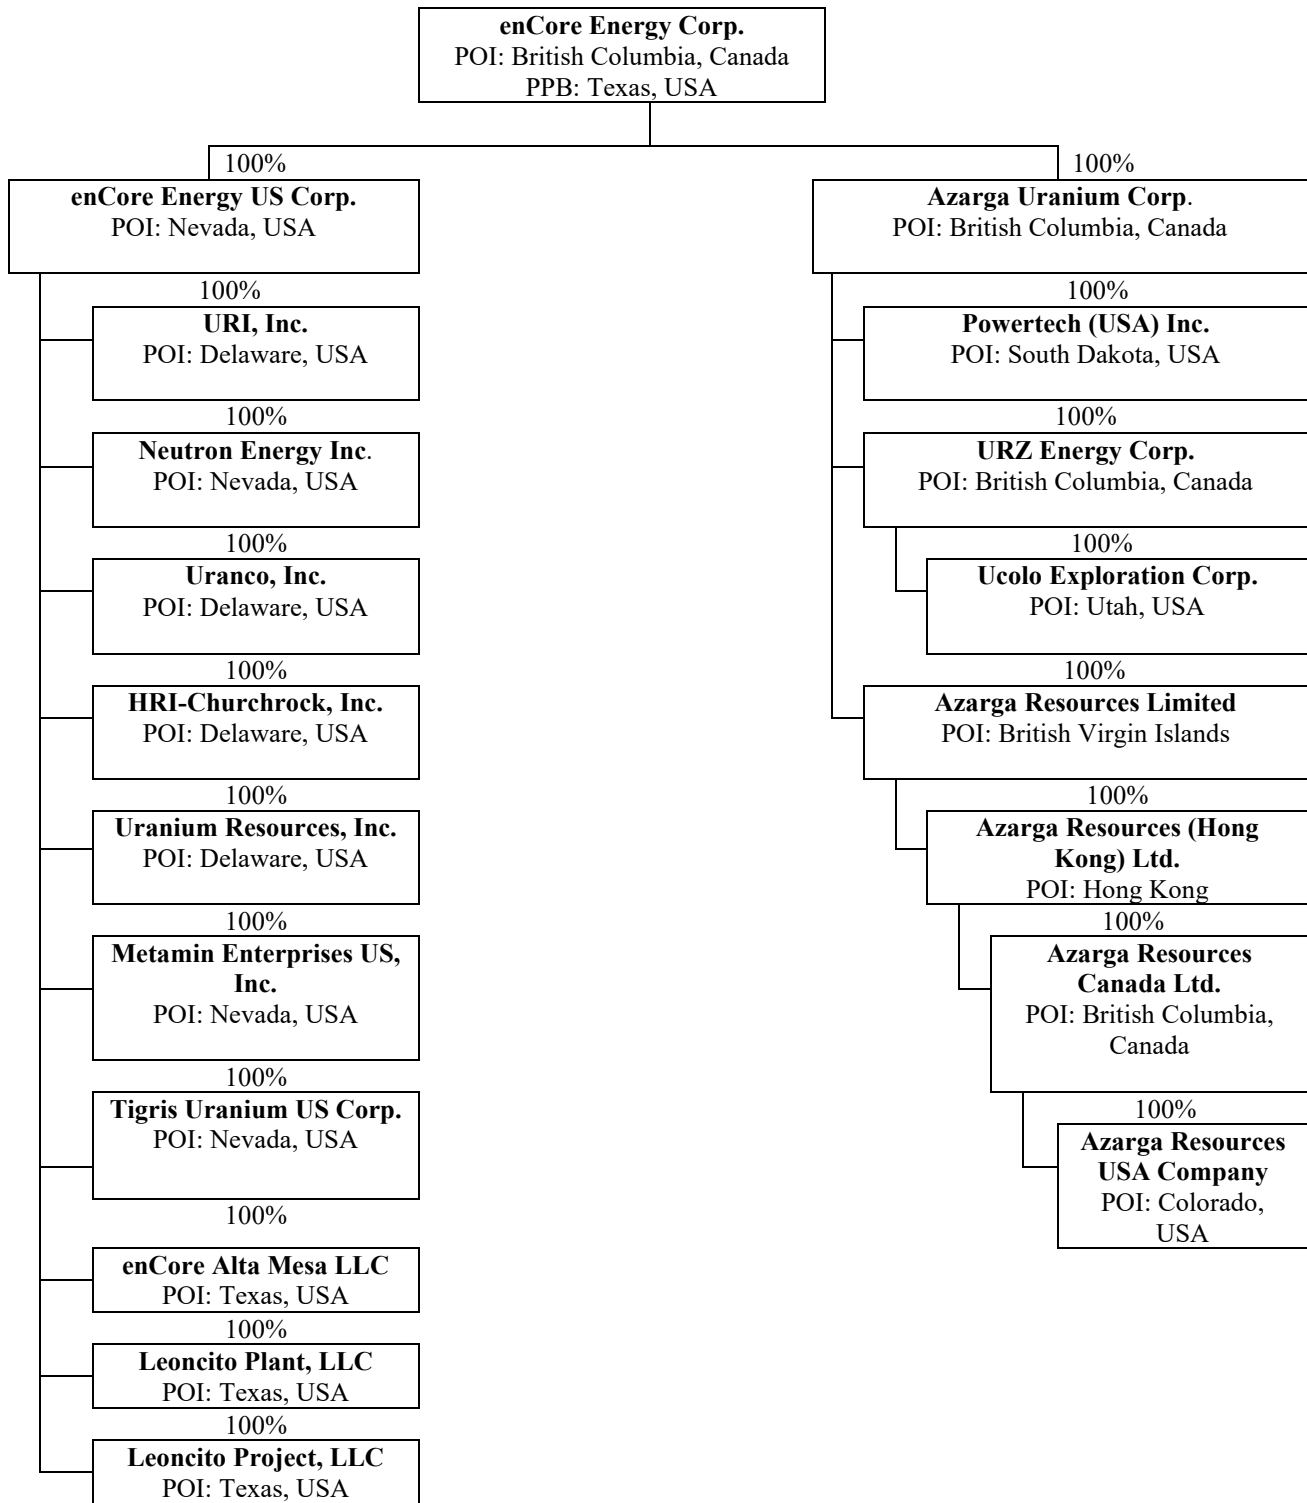 enCore Energy Corp.
POI: British Columbia, Canada
PPB: Texas, USA
100%
enCore Energy US Corp.
POI: Nevada, USA
100%
URI, Inc.
POI: Delaware, USA
100%
Neutron Energy Inc.
POI: Nevada, USA
100%
Uranco, Inc.
POI: Delaware, USA
100%
HRI-Churchrock, Inc.
POI: Delaware, USA
100%
Uranium Resources, Inc.
POI: Delaware, USA
100%
Metamin Enterprises US,
Inc.
POI: Nevada, USA
100%
Tigris Uranium US Corp.
POI: Nevada, USA
100%
enCore Alta Mesa LLC
POI: Texas, USA
100%
Leoncito Plant, LLC
POI: Texas, USA
100%
Leoncito Project, LLC
POI: Texas, USA
100%
Azarga Uranium Corp.
POI: British Columbia, Canada
100%
Powertech (USA) Inc.
POI: South Dakota, USA
100%
URZ Energy Corp.
POI: British Columbia, Canada
100%
Ucolo Exploration Corp.
POI: Utah, USA
100%
Azarga Resources Limited
POI: British Virgin Islands
100%
Azarga Resources (Hong
Kong) Ltd.
POI: Hong Kong
100%
Azarga Resources
Canada Ltd.
POI: British Columbia,
Canada
100%
Azarga Resources
USA Company
POI: Colorado,
USA